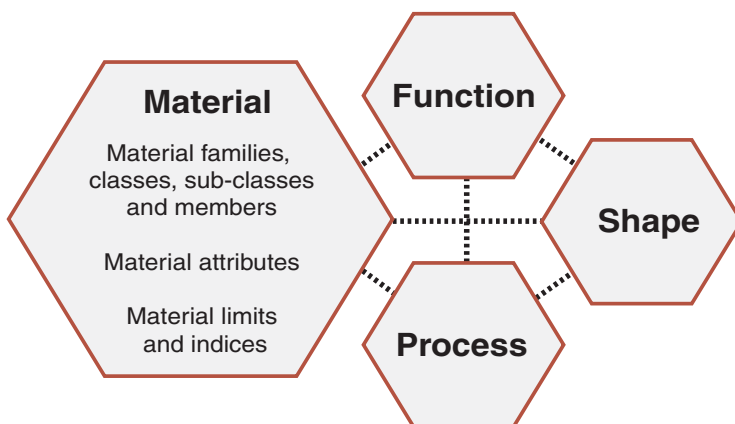 Material
Material families,
classes, sub-classes
and members
Material attributes
Material limits
and indices
Function
Shape
Process